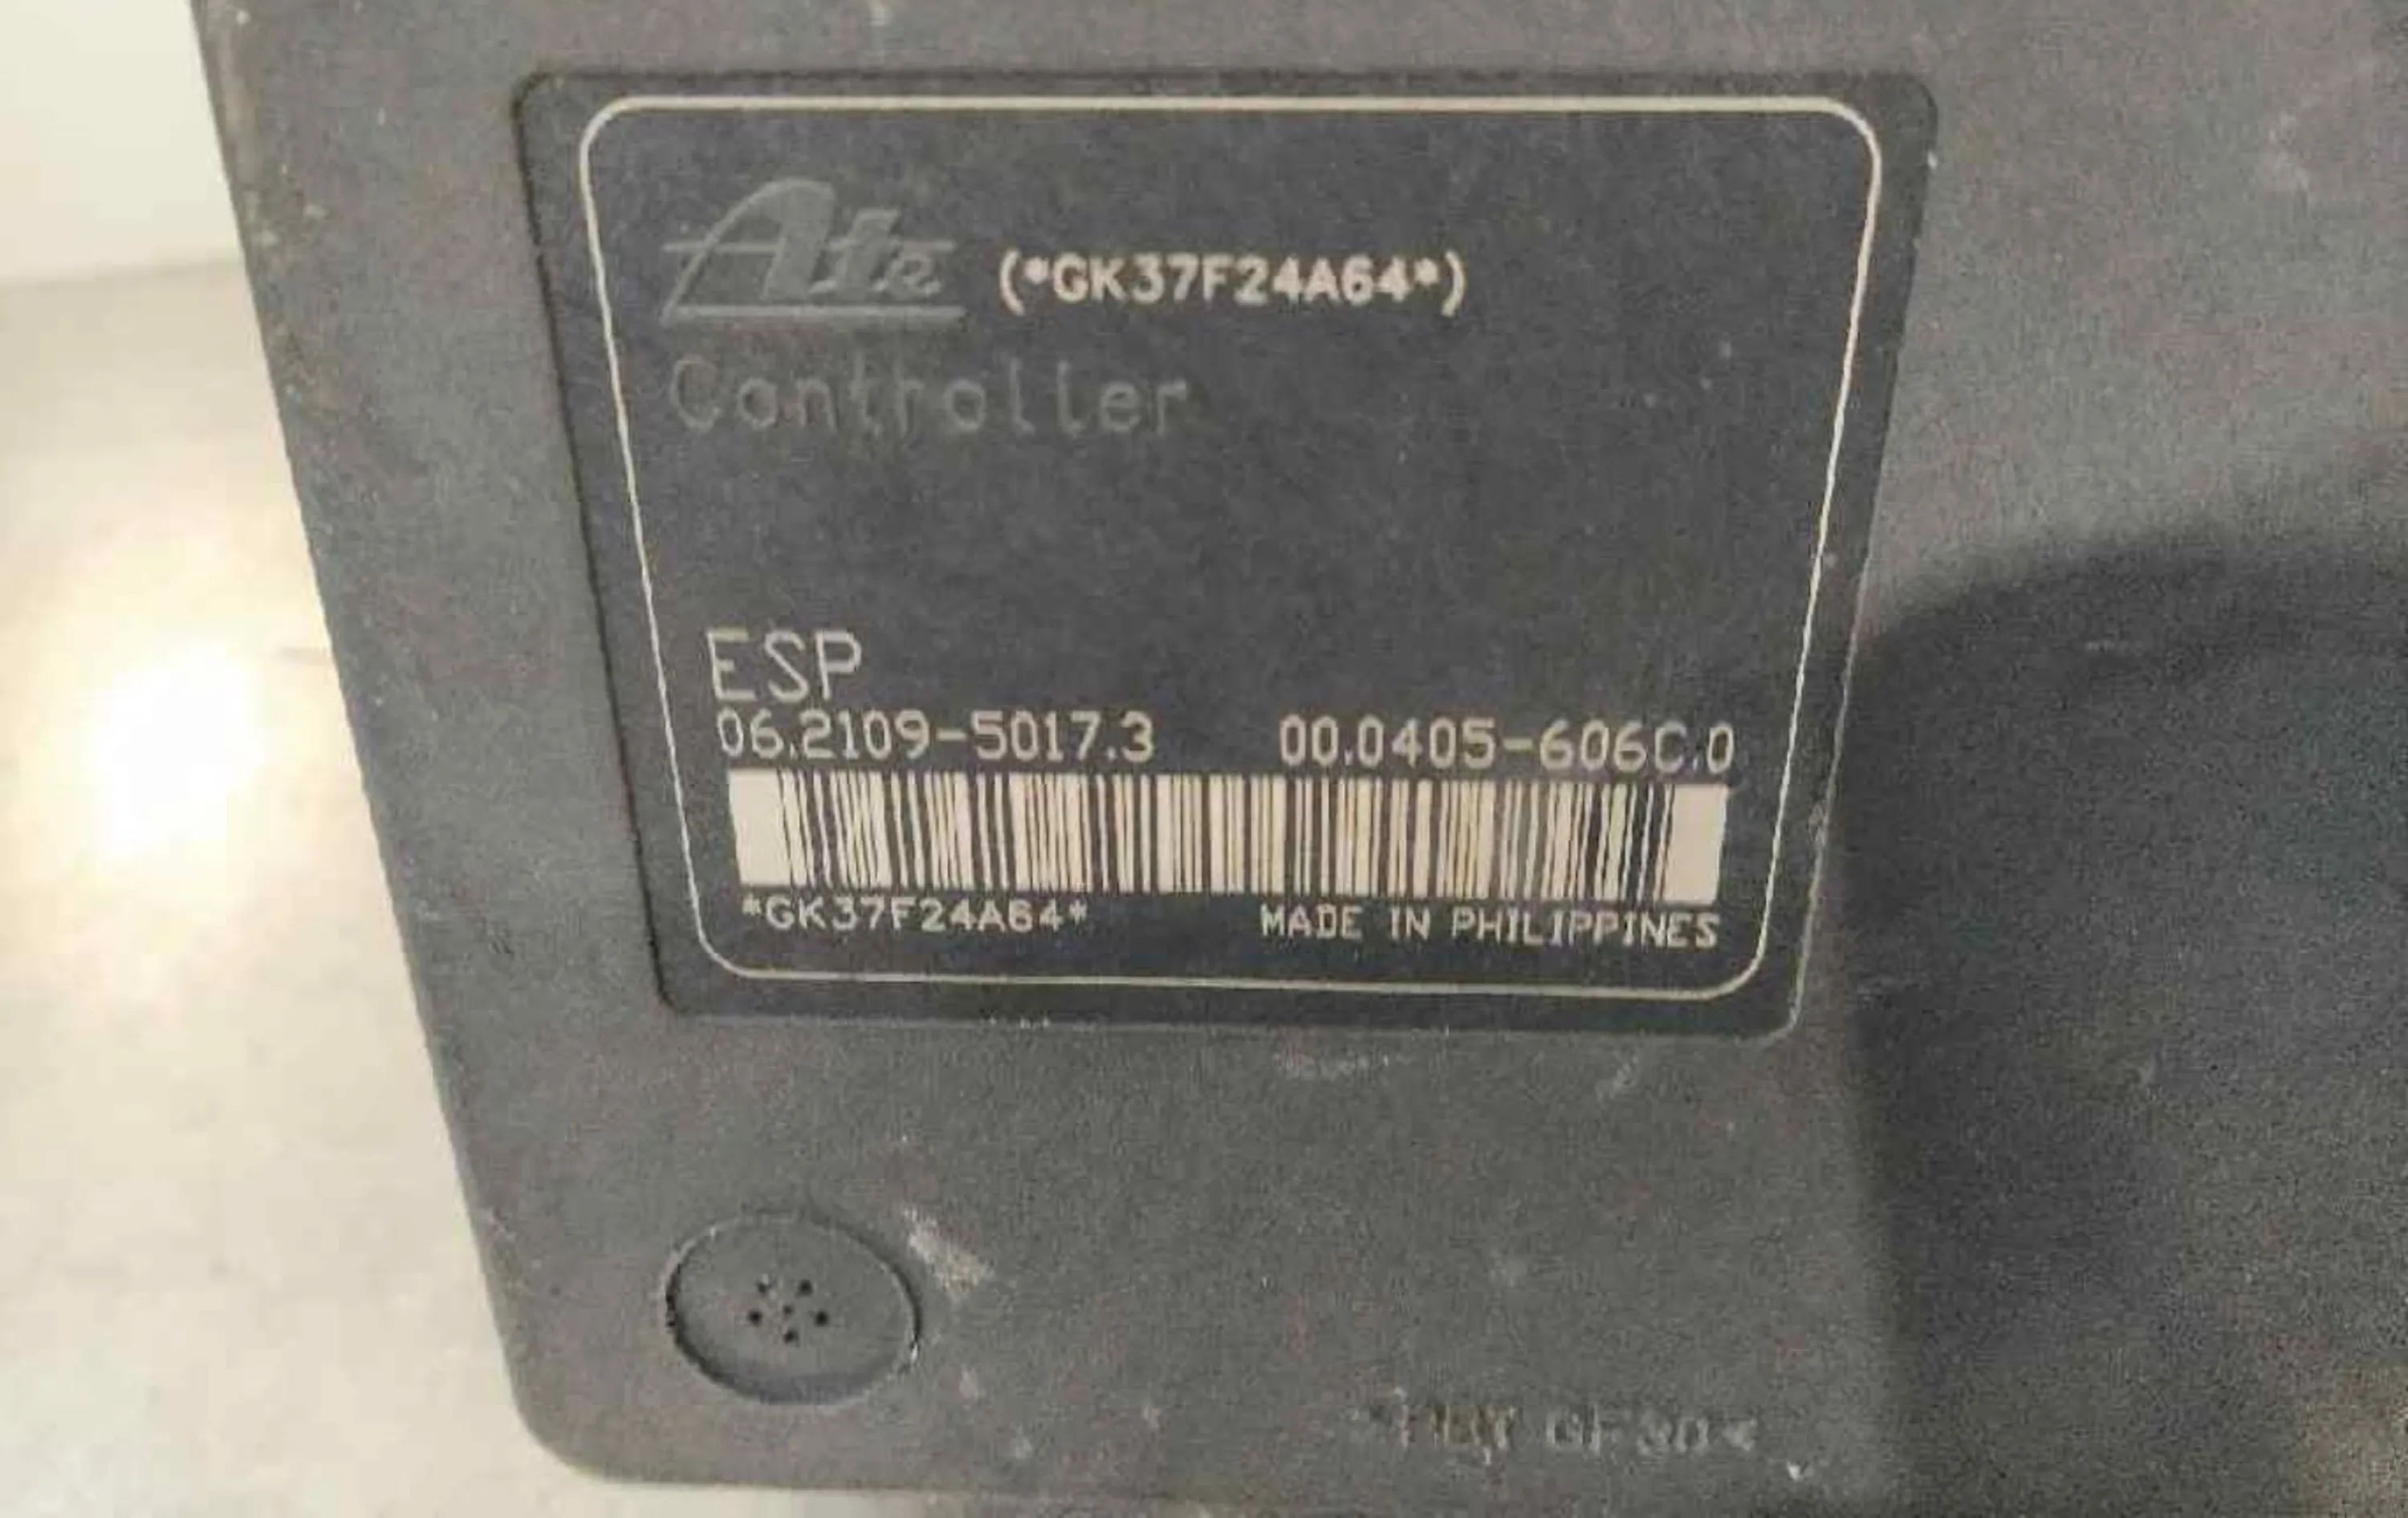 Ate (*GK37F24A64*)
Controller
ESP
06.2109-5017.3 00.0405-606C.0
*GK37F24A64* MADE IN PHILIPPINES